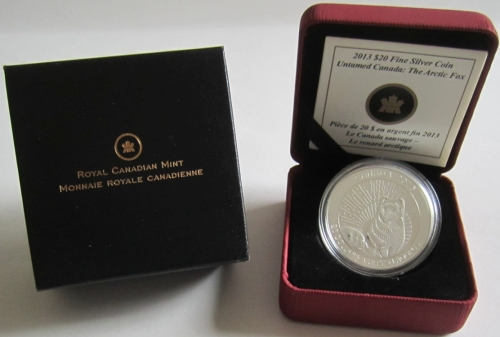 ROYAL CANADIAN MINT
MONNAIE ROYALE CANADIENNE
2013 $20 Fine Silver Coin
Untamed Canada: The Arctic Fox
Pièce de 20 $ en argent fin 2013
Le Canada sauvage –
Le renard arctique